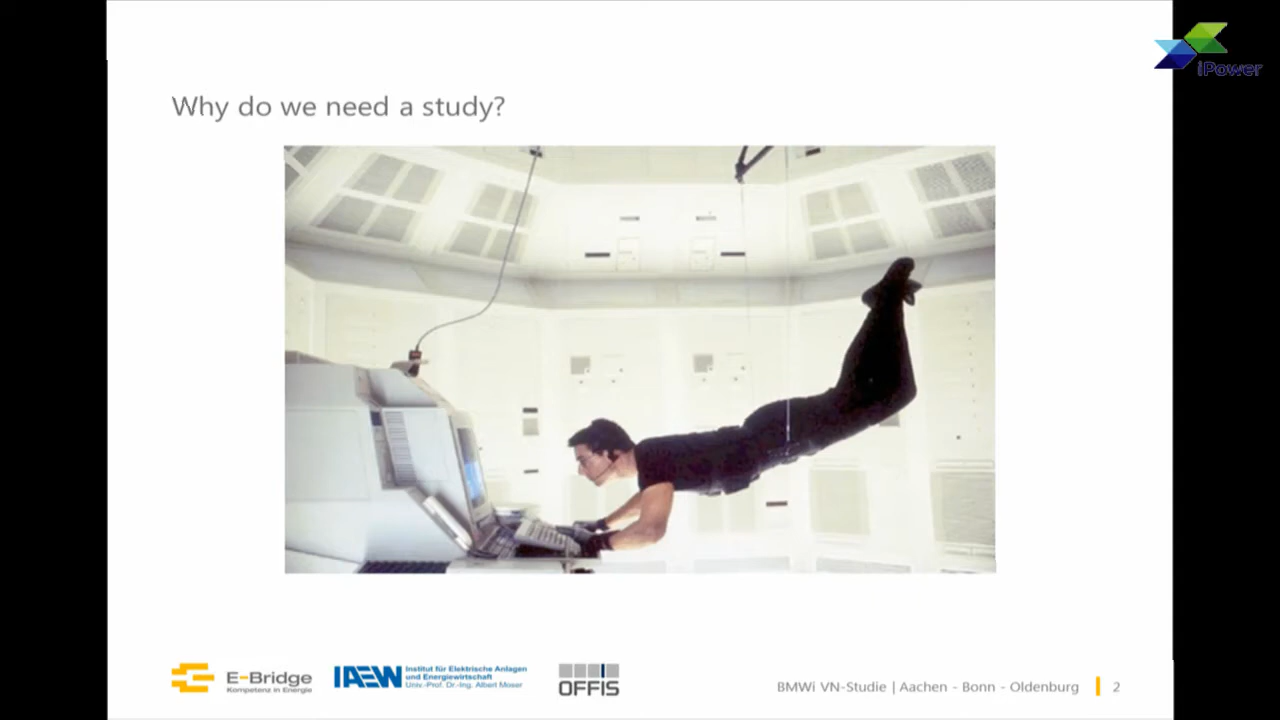 iPower
Why do we need a study?
E-Bridge
Kompetenz in Energie
IAEW
Institut für Elektrische Anlagen
und Energiewirtschaft
Univ.-Prof. Dr.-Ing. Albert Moser
OFFIS
BMWi VN-Studie | Aachen - Bonn - Oldenburg | 2